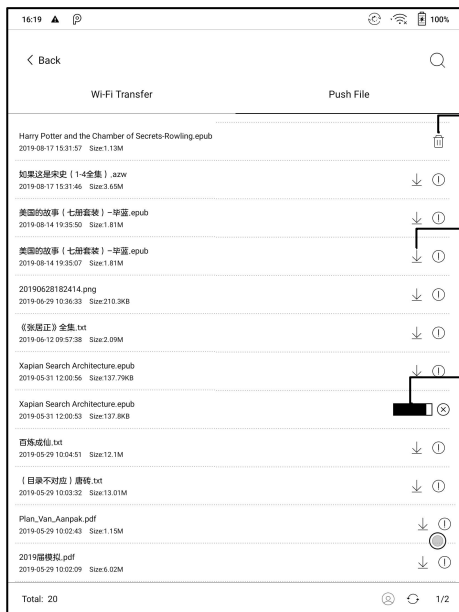 16:19 100%
Back
Wi-Fi Transfer Push File
Harry Potter and the Chamber of Secrets-Rowling.epub
2019-08-17 15:31:57 Size:1.13M
如果这是宋史（1-4全集）.azw
2019-08-17 15:31:46 Size:3.65M
美国的故事（七册套装）–毕蓝.epub
2019-08-14 19:35:50 Size:1.81M
美国的故事（七册套装）–毕蓝.epub
2019-08-14 19:35:07 Size:1.81M
20190628182414.png
2019-06-29 10:36:33 Size:210.3KB
《张居正》全集.txt
2019-06-12 09:57:38 Size:2.09M
Xapian Search Architecture.epub
2019-05-31 12:00:56 Size:137.79KB
Xapian Search Architecture.epub
2019-05-31 12:00:53 Size:137.8KB
百炼成仙.txt
2019-05-29 10:04:51 Size:12.1M
（目录不对应）唐砖.txt
2019-05-29 10:03:32 Size:13.01M
Plan_Van_Aanpak.pdf
2019-05-29 10:02:43 Size:1.15M
2019届模拟.pdf
2019-05-29 10:02:09 Size:6.02M
Total: 20 1/2